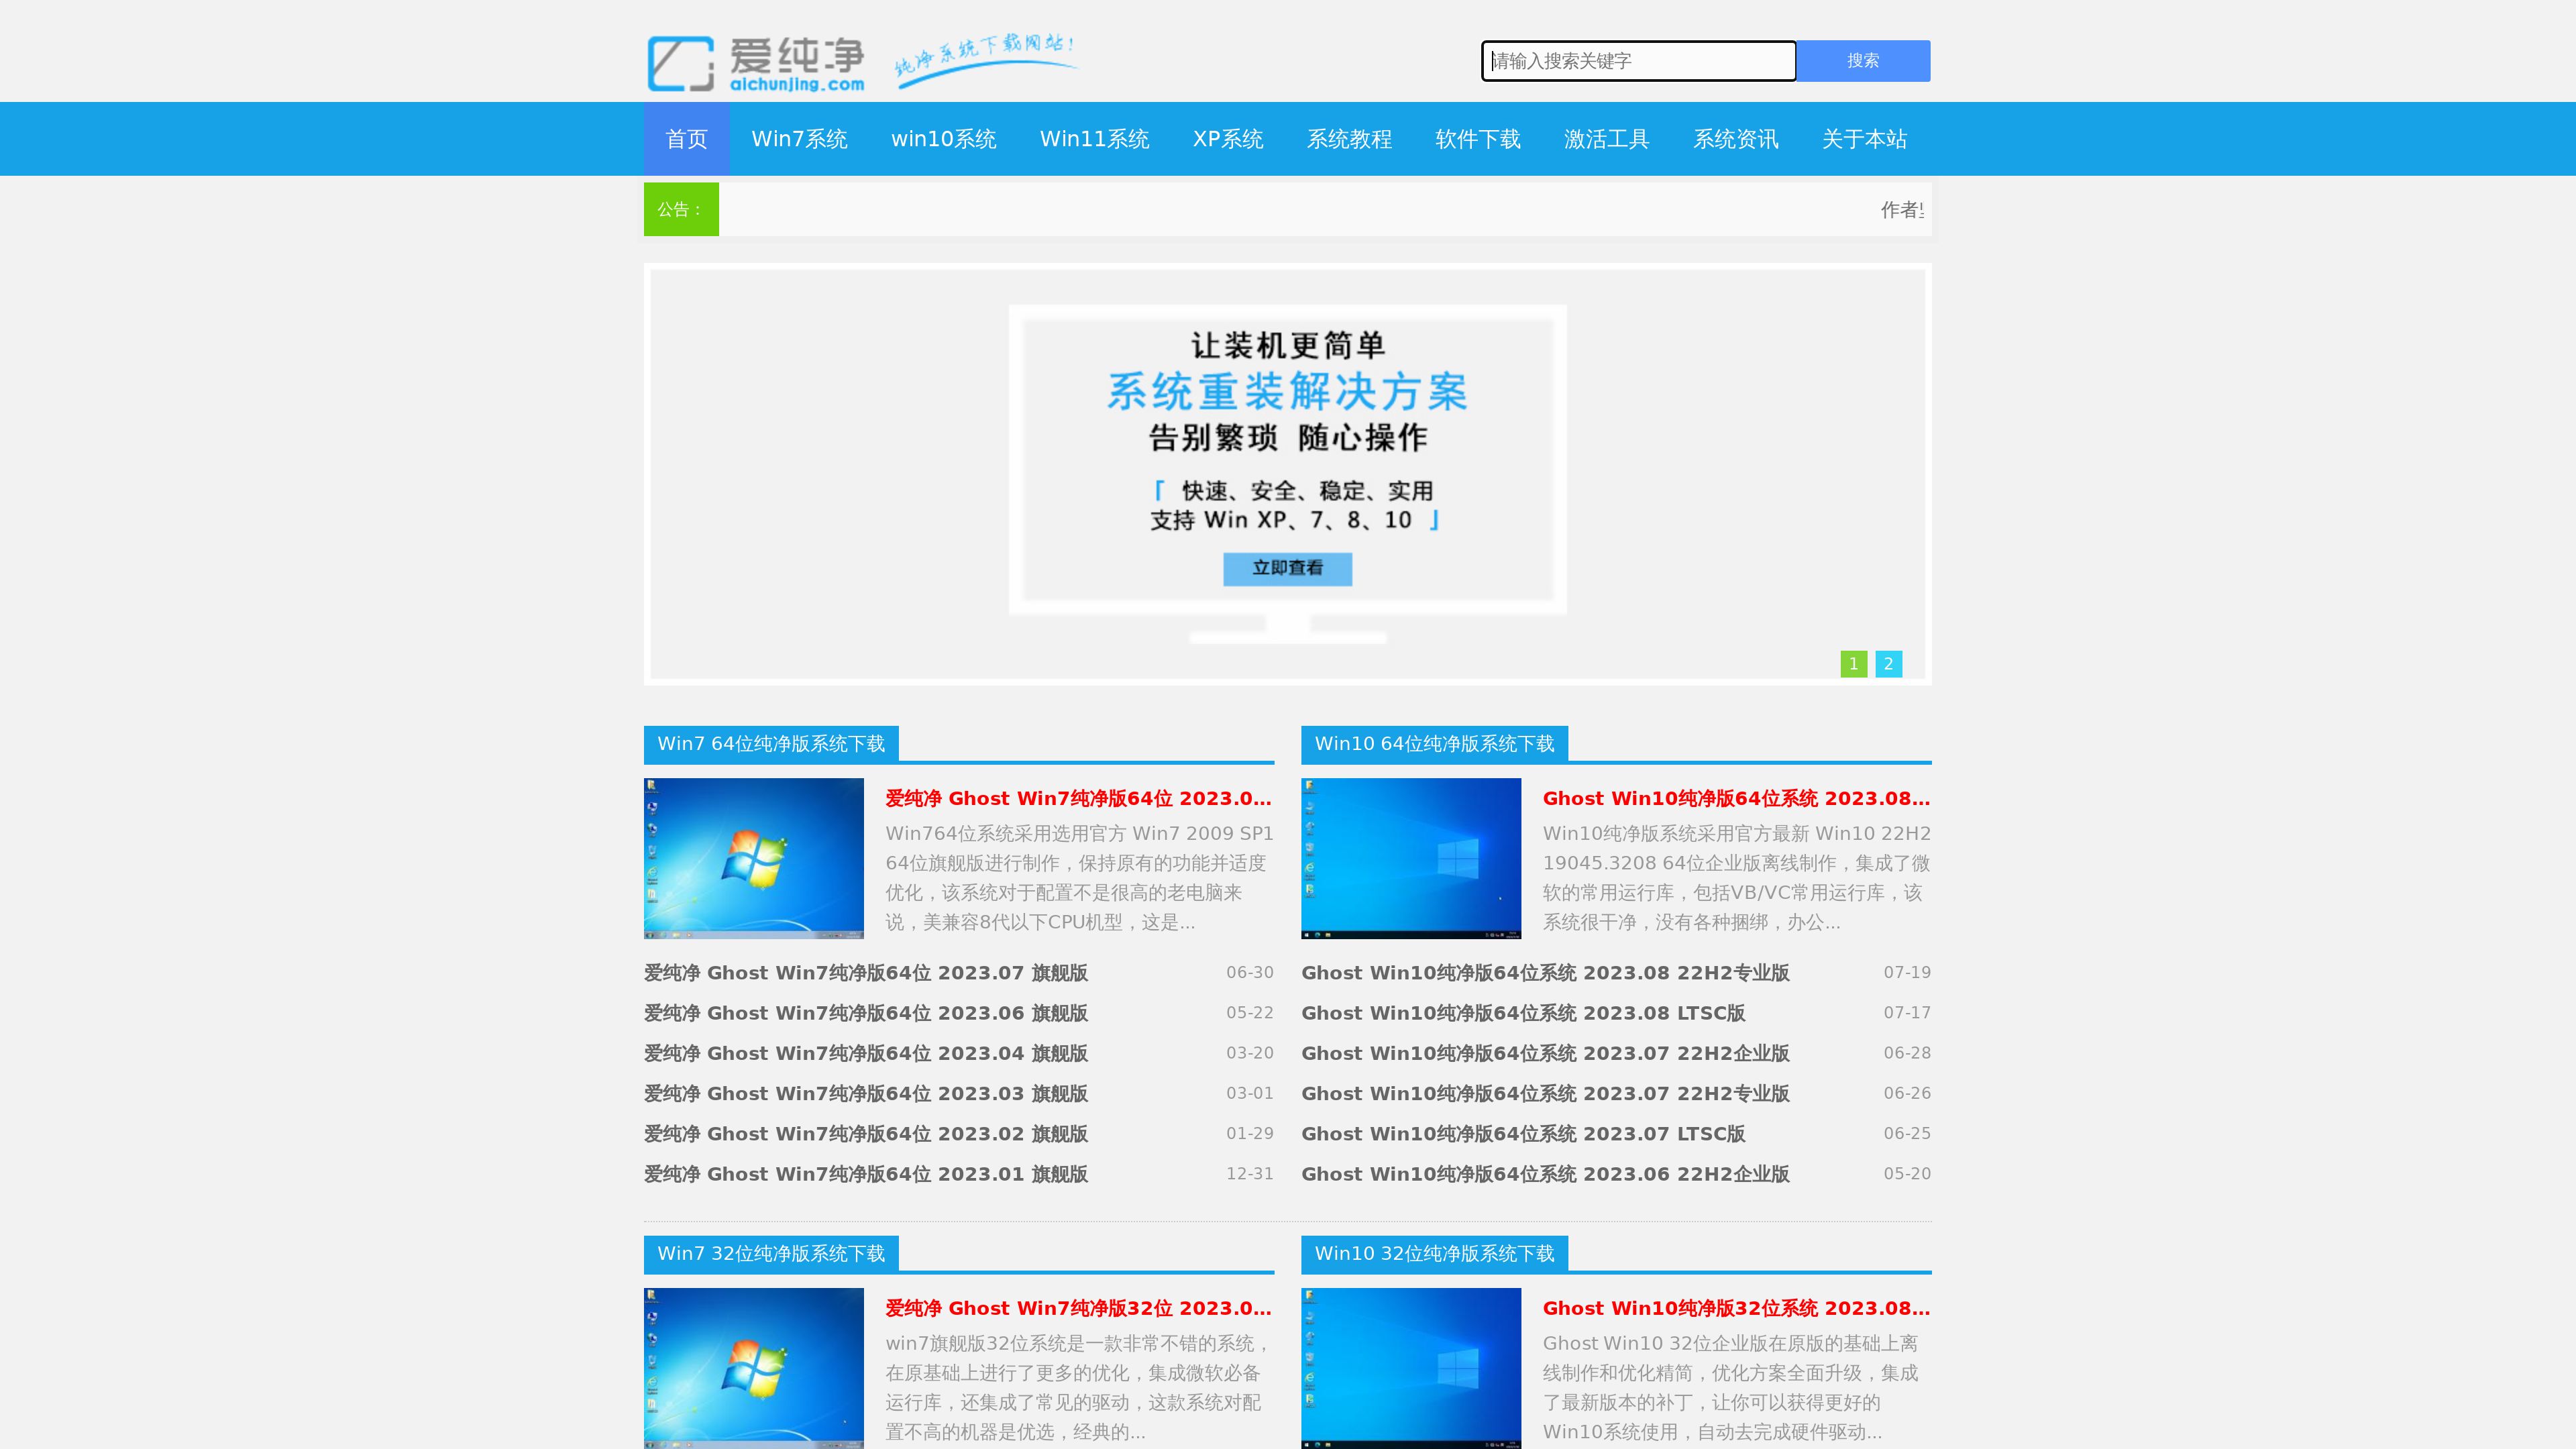 爱纯净
aichunjing.com
纯净系统下载网站!
请输入搜索关键字
搜索
首页
Win7系统
win10系统
Win11系统
XP系统
系统教程
软件下载
激活工具
系统资讯
关于本站
公告：
作者
让装机更简单
系统重装解决方案
告别繁琐 随心操作
「 快速、安全、稳定、实用
支持 Win XP、7、8、10 」
立即查看
1
2
Win7 64位纯净版系统下载
爱纯净 Ghost Win7纯净版64位 2023.0...
Win764位系统采用选用官方 Win7 2009 SP1
64位旗舰版进行制作，保持原有的功能并适度
优化，该系统对于配置不是很高的老电脑来
说，美兼容8代以下CPU机型，这是...
爱纯净 Ghost Win7纯净版64位 2023.07 旗舰版 06-30
爱纯净 Ghost Win7纯净版64位 2023.06 旗舰版 05-22
爱纯净 Ghost Win7纯净版64位 2023.04 旗舰版 03-20
爱纯净 Ghost Win7纯净版64位 2023.03 旗舰版 03-01
爱纯净 Ghost Win7纯净版64位 2023.02 旗舰版 01-29
爱纯净 Ghost Win7纯净版64位 2023.01 旗舰版 12-31
Win10 64位纯净版系统下载
Ghost Win10纯净版64位系统 2023.08...
Win10纯净版系统采用官方最新 Win10 22H2
19045.3208 64位企业版离线制作，集成了微
软的常用运行库，包括VB/VC常用运行库，该
系统很干净，没有各种捆绑，办公...
Ghost Win10纯净版64位系统 2023.08 22H2专业版 07-19
Ghost Win10纯净版64位系统 2023.08 LTSC版 07-17
Ghost Win10纯净版64位系统 2023.07 22H2企业版 06-28
Ghost Win10纯净版64位系统 2023.07 22H2专业版 06-26
Ghost Win10纯净版64位系统 2023.07 LTSC版 06-25
Ghost Win10纯净版64位系统 2023.06 22H2企业版 05-20
Win7 32位纯净版系统下载
爱纯净 Ghost Win7纯净版32位 2023.0...
win7旗舰版32位系统是一款非常不错的系统，
在原基础上进行了更多的优化，集成微软必备
运行库，还集成了常见的驱动，这款系统对配
置不高的机器是优选，经典的...
Win10 32位纯净版系统下载
Ghost Win10纯净版32位系统 2023.08...
Ghost Win10 32位企业版在原版的基础上离
线制作和优化精简，优化方案全面升级，集成
了最新版本的补丁，让你可以获得更好的
Win10系统使用，自动去完成硬件驱动...